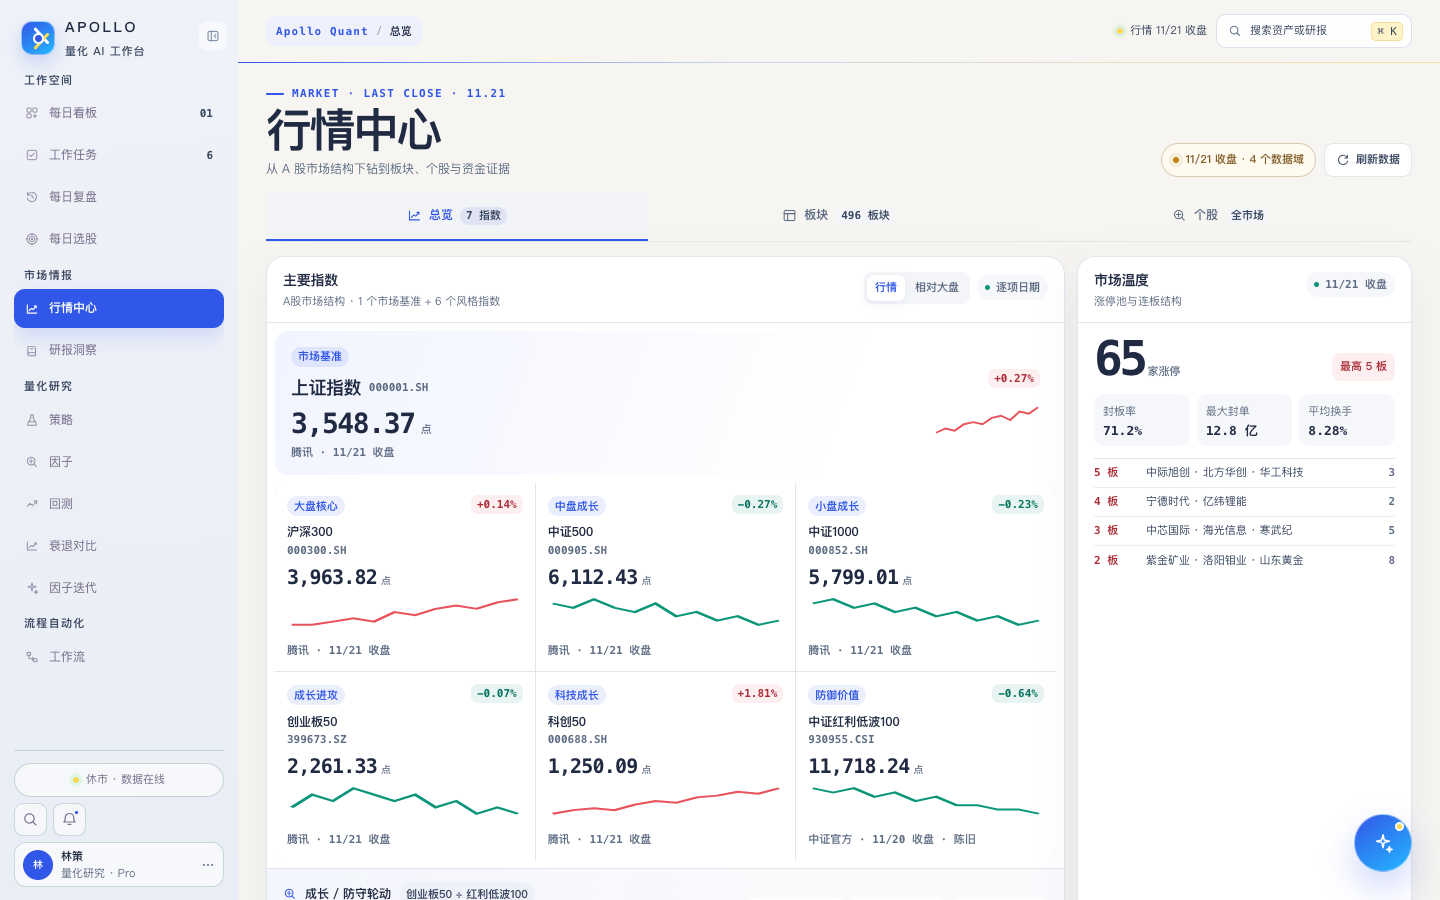 APOLLO
量化 AI 工作台
工作空间
每日看板 01
工作任务 6
每日复盘
每日选股
市场情报
行情中心
研报洞察
量化研究
策略
因子
回测
衰退对比
因子迭代
流程自动化
工作流
休市 · 数据在线
林
林策
量化研究 · Pro
Apollo Quant / 总览
行情 11/21 收盘
搜索资产或研报
⌘ K
MARKET · LAST CLOSE · 11.21
行情中心
从 A 股市场结构下钻到板块、个股与资金证据
11/21 收盘 · 4 个数据域
刷新数据
总览 7 指数
板块 496 板块
个股 全市场
主要指数
A股市场结构 · 1 个市场基准 + 6 个风格指数
行情 相对大盘
逐项日期
市场基准
上证指数 000001.SH
3,548.37 点
腾讯 · 11/21 收盘
+0.27%
大盘核心 +0.14%
沪深300
000300.SH
3,963.82 点
腾讯 · 11/21 收盘
中盘成长 −0.27%
中证500
000905.SH
6,112.43 点
腾讯 · 11/21 收盘
小盘成长 −0.23%
中证1000
000852.SH
5,799.01 点
腾讯 · 11/21 收盘
成长进攻 −0.07%
创业板50
399673.SZ
2,261.33 点
腾讯 · 11/21 收盘
科技成长 +1.81%
科创50
000688.SH
1,250.09 点
腾讯 · 11/21 收盘
防御价值 −0.64%
中证红利低波100
930955.CSI
11,718.24 点
中证官方 · 11/20 收盘 · 陈旧
成长 / 防守轮动 创业板50 ÷ 红利低波100
市场温度
涨停池与连板结构
11/21 收盘
65 家涨停
最高 5 板
封板率
71.2%
最大封单
12.8 亿
平均换手
8.28%
5 板 中际旭创 · 北方华创 · 华工科技 3
4 板 宁德时代 · 亿纬锂能 2
3 板 中芯国际 · 海光信息 · 寒武纪 5
2 板 紫金矿业 · 洛阳钼业 · 山东黄金 8